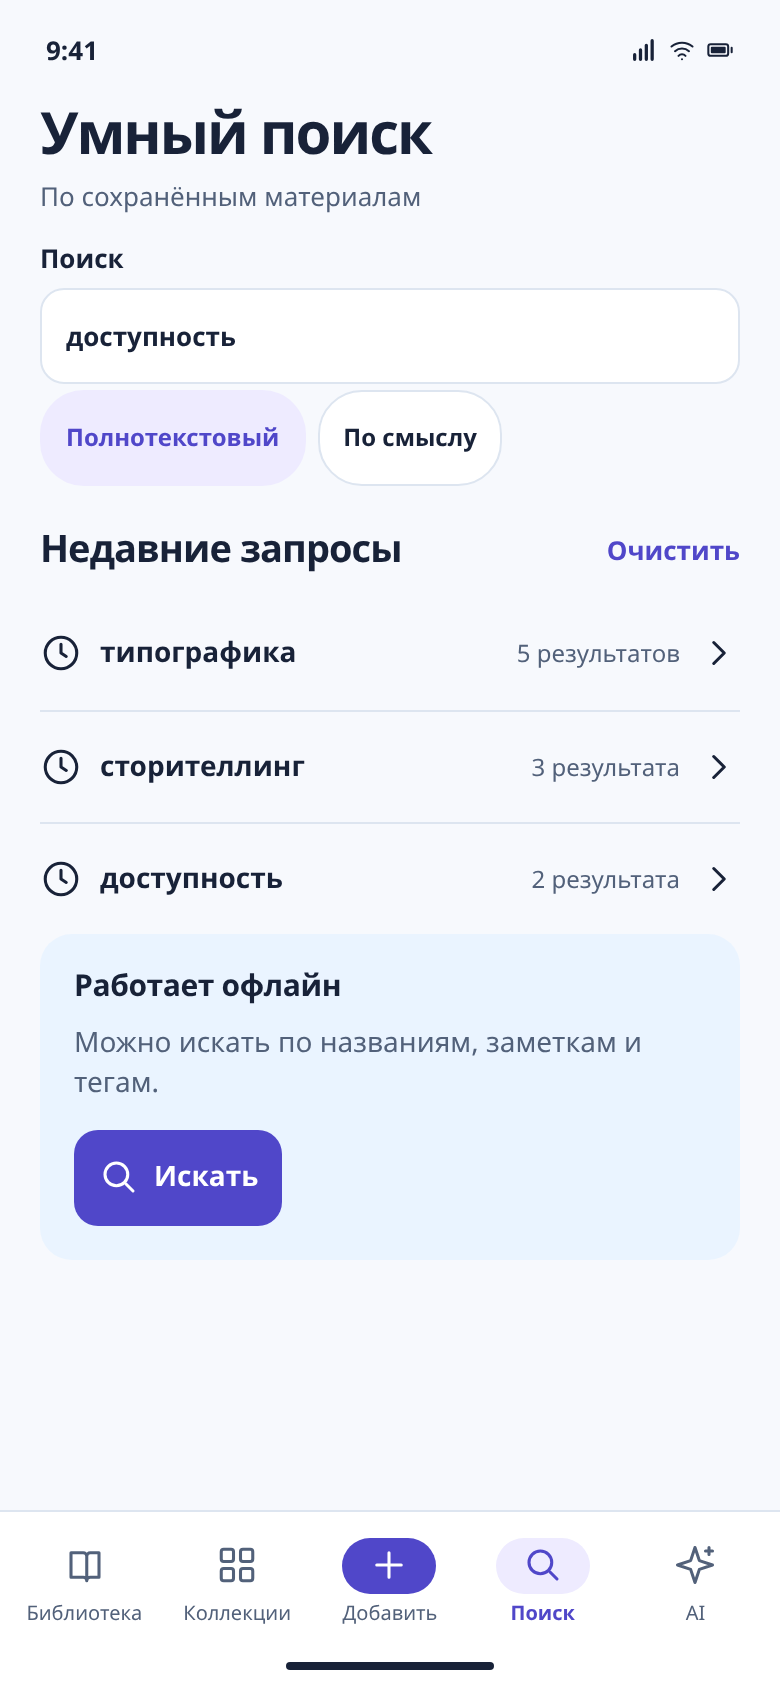 9:41
Умный поиск
По сохранённым материалам
Поиск
доступность
Полнотекстовый По смыслу
Недавние запросы Очистить
типографика 5 результатов
сторителлинг 3 результата
доступность 2 результата
Работает офлайн
Можно искать по названиям, заметкам и
тегам.
Искать
Библиотека Коллекции Добавить Поиск AI